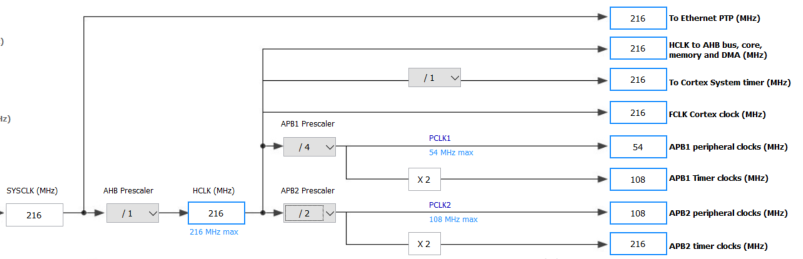 216
To Ethernet PTP (MHz)
)
216
HCLK to AHB bus, core,
memory and DMA (MHz)
/ 1
216
To Cortex System timer (MHz)
Hz)
216
FCLK Cortex clock (MHz)
APB1 Prescaler
/ 4
PCLK1
54 MHz max
54
APB1 peripheral clocks (MHz)
X 2
108
APB1 Timer clocks (MHz)
SYSCLK (MHz)
AHB Prescaler
HCLK (MHz)
APB2 Prescaler
216
/ 1
216
216 MHz max
/ 2
PCLK2
108 MHz max
108
APB2 peripheral clocks (MHz)
X 2
216
APB2 timer clocks (MHz)